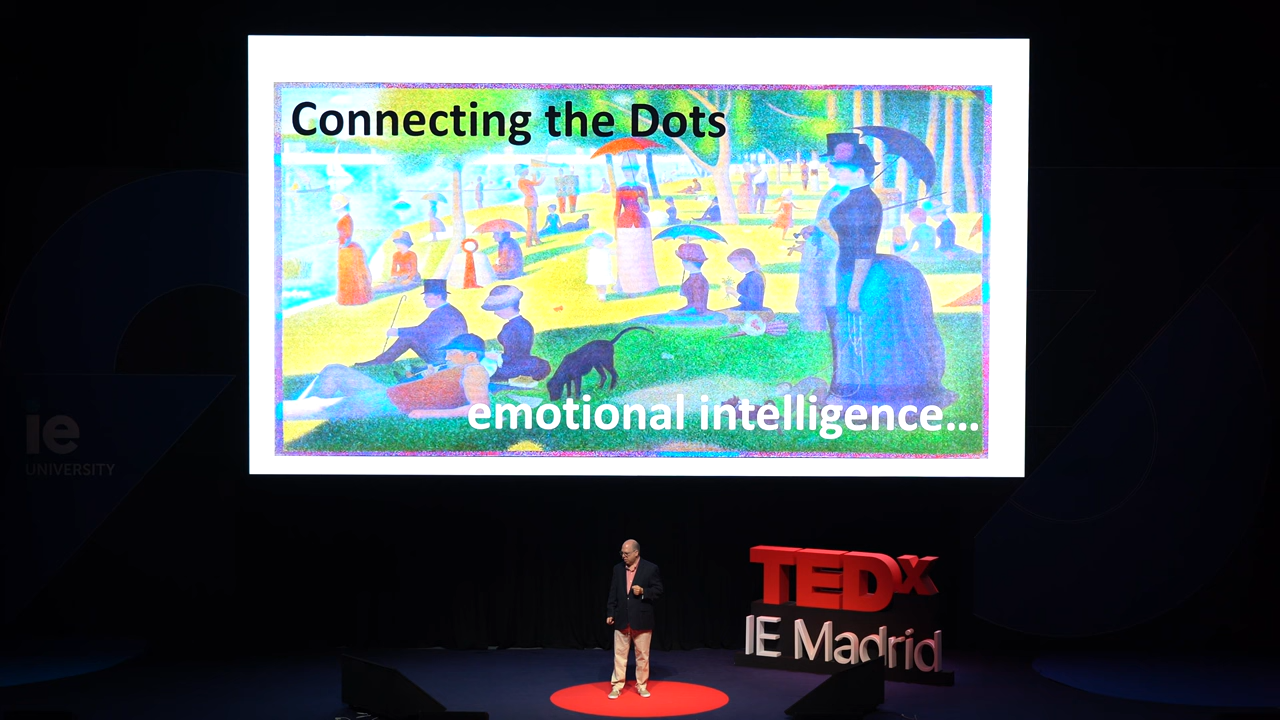 Connecting the Dots
emotional intelligence...
ie
UNIVERSITY
TEDx
IE Madrid